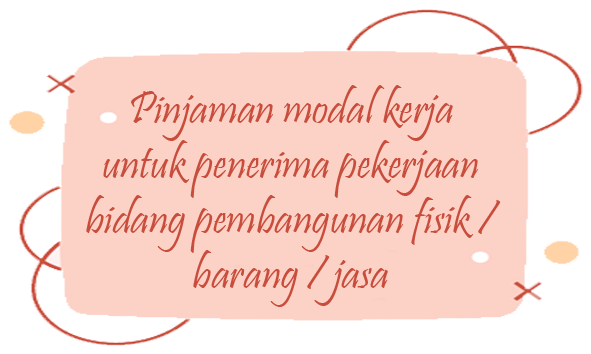 Pinjaman modal kerja
untuk penerima pekerjaan
bidang pembangunan fisik /
barang / jasa